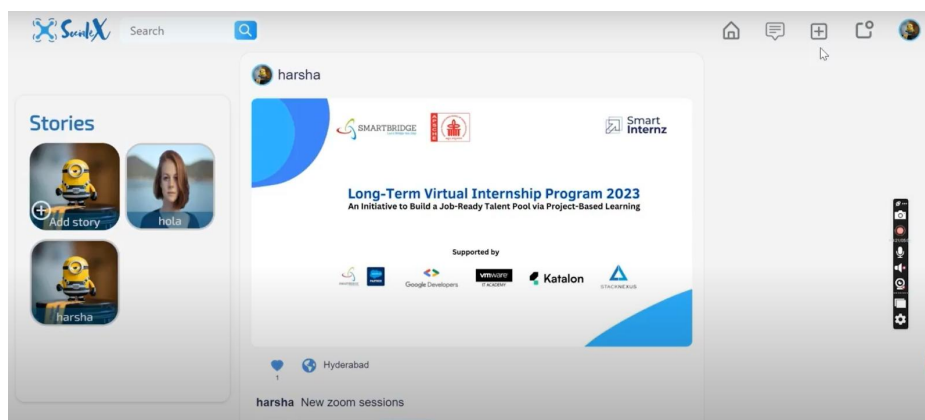 SocialeX
Search
harsha
Stories
SMARTBRIDGE
Smart
Internz
Long-Term Virtual Internship Program 2023
An Initiative to Build a Job-Ready Talent Pool via Project-Based Learning
Add story
hola
Supported by
Google Developers
vmware
IT ACADEMY
Katalon
STACKNEXUS
harsha
Hyderabad
1
harsha New zoom sessions